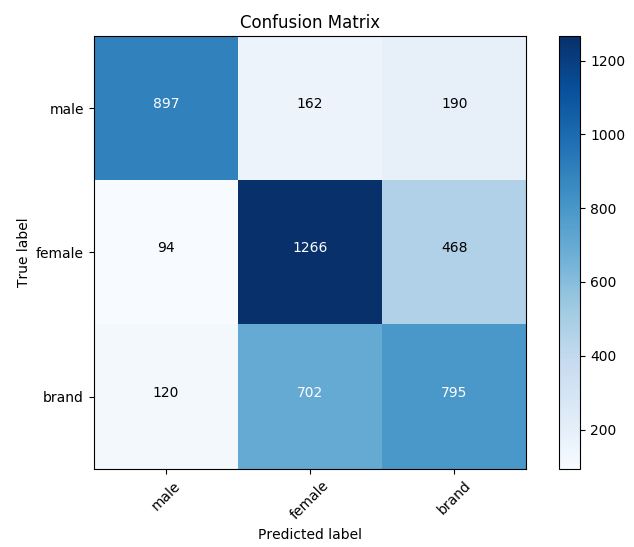 Confusion Matrix
male 897 162 190
female 94 1266 468
brand 120 702 795
male female brand
True label
Predicted label
1200
1000
800
600
400
200